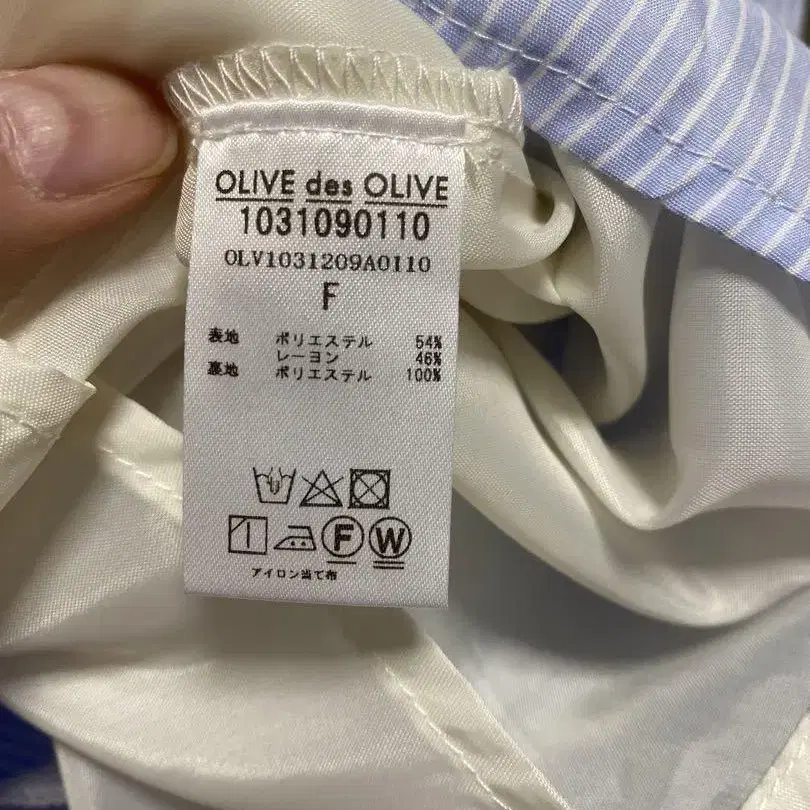 OLIVE des OLIVE
1031090110
OLV1031209A0110
F
表地 ポリエステル 54%
レーヨン 46%
裏地 ポリエステル 100%
F W
アイロン当て布